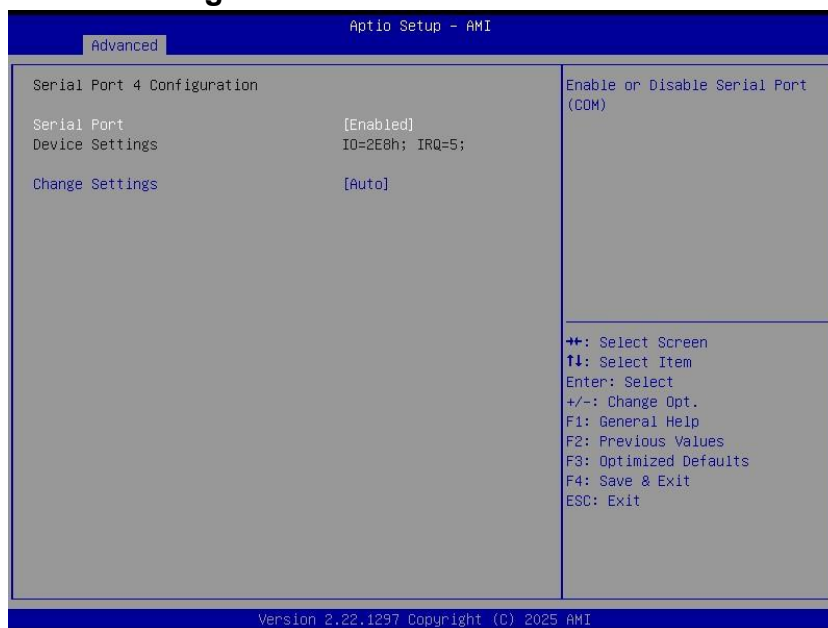 Aptio Setup – AMI
Advanced
Serial Port 4 Configuration
Serial Port [Enabled]
Device Settings IO=2E8h; IRQ=5;
Change Settings [Auto]
Enable or Disable Serial Port
(COM)
→←: Select Screen
↑↓: Select Item
Enter: Select
+/-: Change Opt.
F1: General Help
F2: Previous Values
F3: Optimized Defaults
F4: Save & Exit
ESC: Exit
Version 2.22.1297 Copyright (C) 2025 AMI